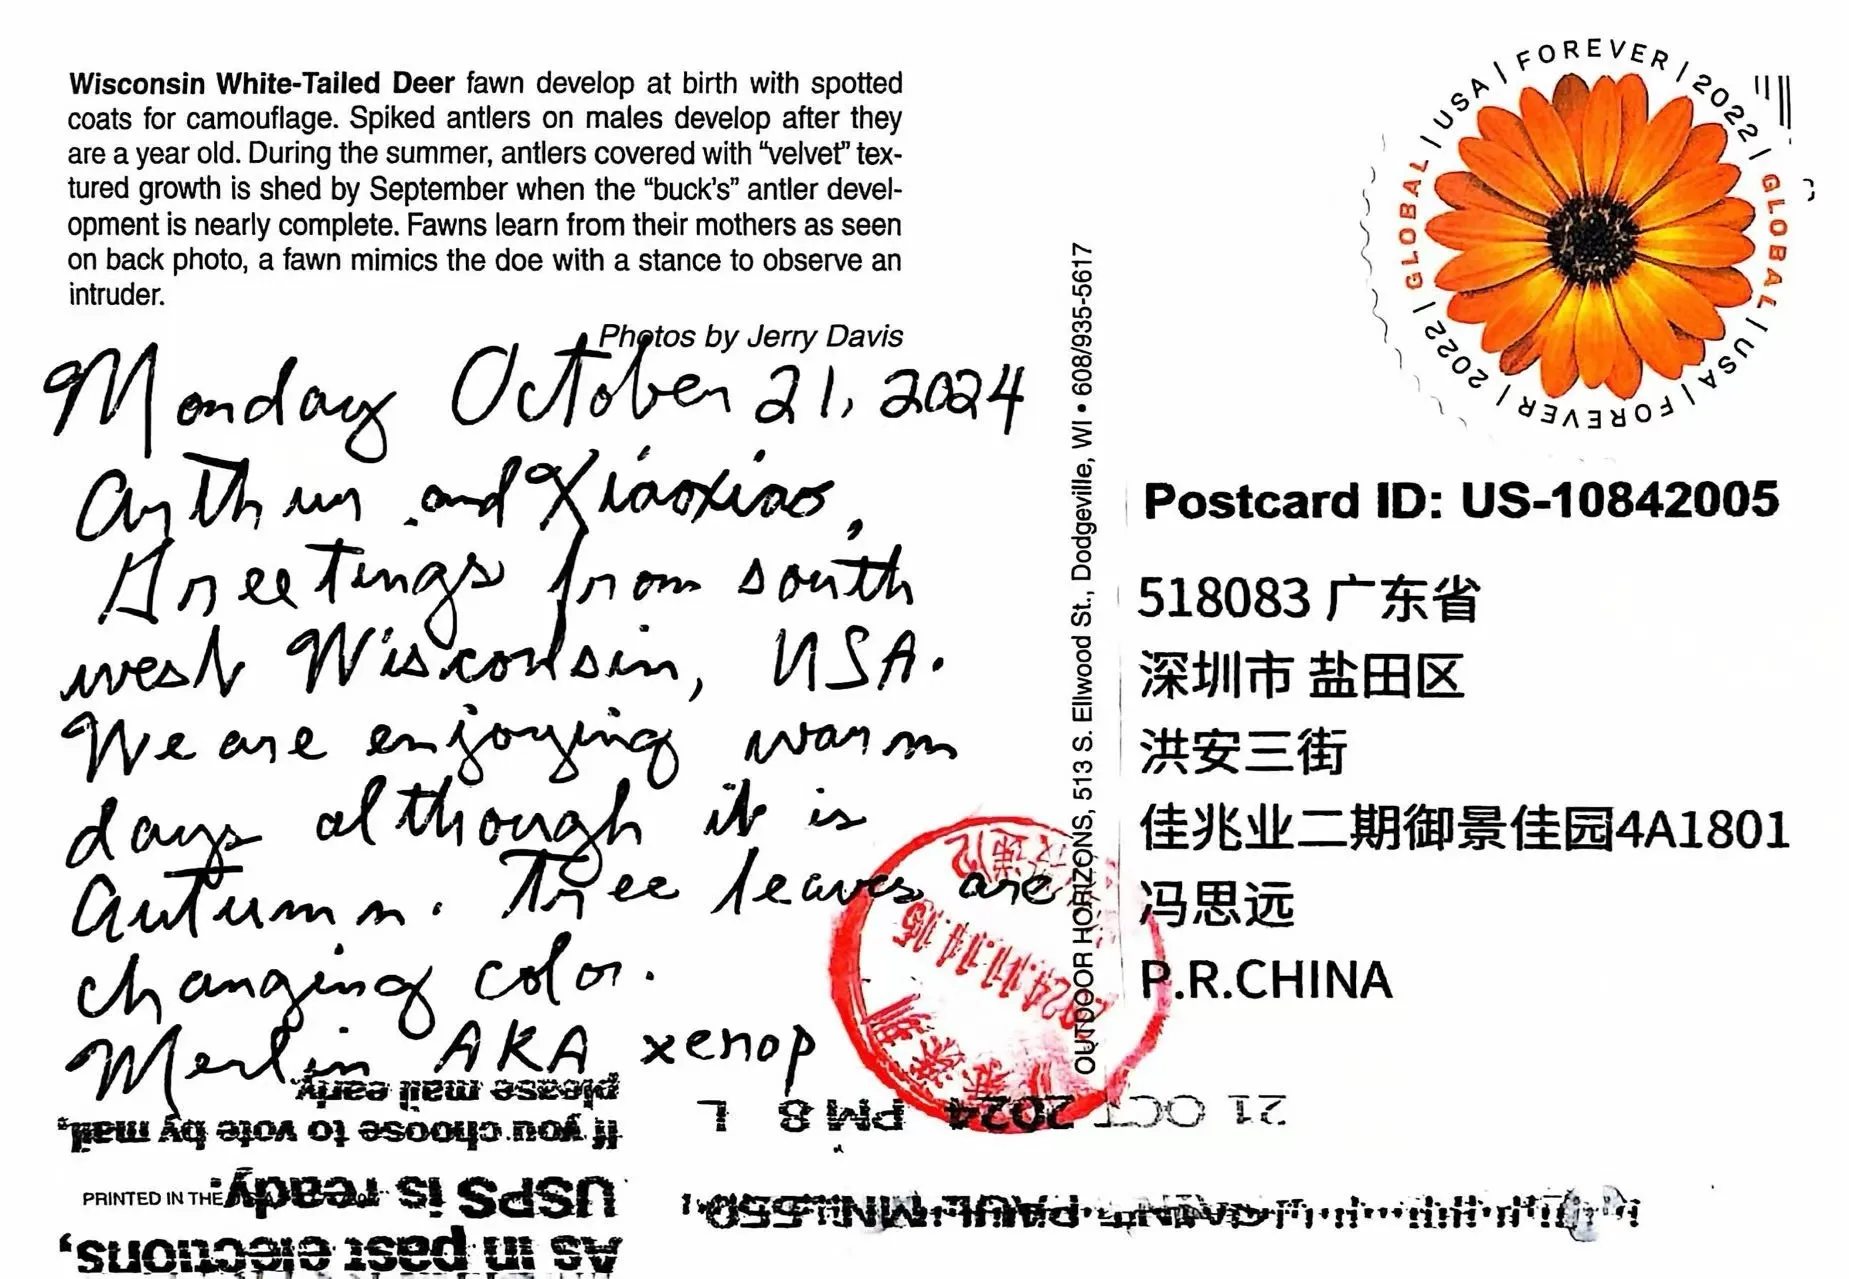 Wisconsin White-Tailed Deer fawn develop at birth with spotted
coats for camouflage. Spiked antlers on males develop after they
are a year old. During the summer, antlers covered with "velvet" tex-
tured growth is shed by September when the "buck's" antler devel-
opment is nearly complete. Fawns learn from their mothers as seen
on back photo, a fawn mimics the doe with a stance to observe an
intruder.
Photos by Jerry Davis
Monday October 21, 2024
Arthur and Xiaoxiao,
Greetings from south
west Wisconsin, USA.
We are enjoying warm
days although it is
Autumn. Tree leaves are
changing color.
Merlin AKA xenop
PRINTED IN THE
OUTDOOR HORIZONS, 513 S. Ellwood St., Dodgeville, WI • 608/935-5617
GLOBAL | USA | FOREVER | 2022 | GLOBAL | USA | FOREVER | 2022 |
Postcard ID: US-10842005
518083 广东省
深圳市 盐田区
洪安三街
佳兆业二期御景佳园4A1801
冯思远
P.R.CHINA
2024.11.14.16
21 OCT 2024 PM 8 L
PAUL MN 550
As in past elections,
USPS is ready:
If you choose to vote by mail,
please mail early.